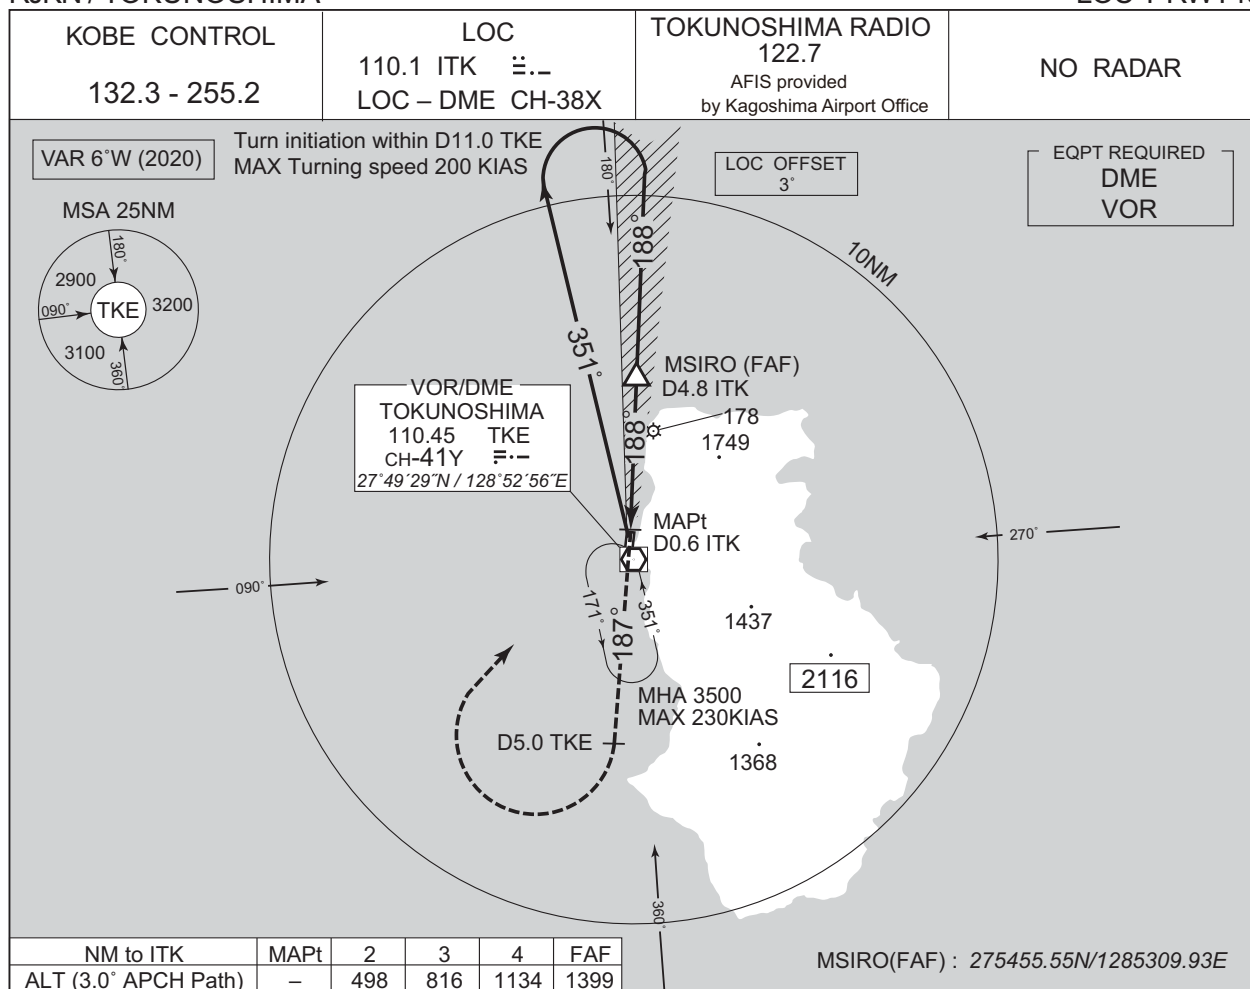 KOBE CONTROL
132.3 - 255.2
LOC
110.1 ITK
LOC – DME CH-38X
TOKUNOSHIMA RADIO
122.7
AFIS provided
by Kagoshima Airport Office
NO RADAR
VAR 6˚W (2020)
Turn initiation within D11.0 TKE
MAX Turning speed 200 KIAS
LOC OFFSET
3˚
EQPT REQUIRED
DME
VOR
MSA 25NM
180˚
2900
090˚
TKE
3200
3100
360˚
180˚
188˚
10NM
351˚
MSIRO (FAF)
D4.8 ITK
188˚
178
1749
VOR/DME
TOKUNOSHIMA
110.45 TKE
CH-41Y
27˚49´29˝N / 128˚52´56˝E
MAPt
D0.6 ITK
270˚
090˚
171˚
187˚
351˚
1437
2116
MHA 3500
MAX 230KIAS
D5.0 TKE
1368
360˚
NM to ITK MAPt 2 3 4 FAF
ALT (3.0˚ APCH Path) – 498 816 1134 1399
MSIRO(FAF) : 275455.55N/1285309.93E